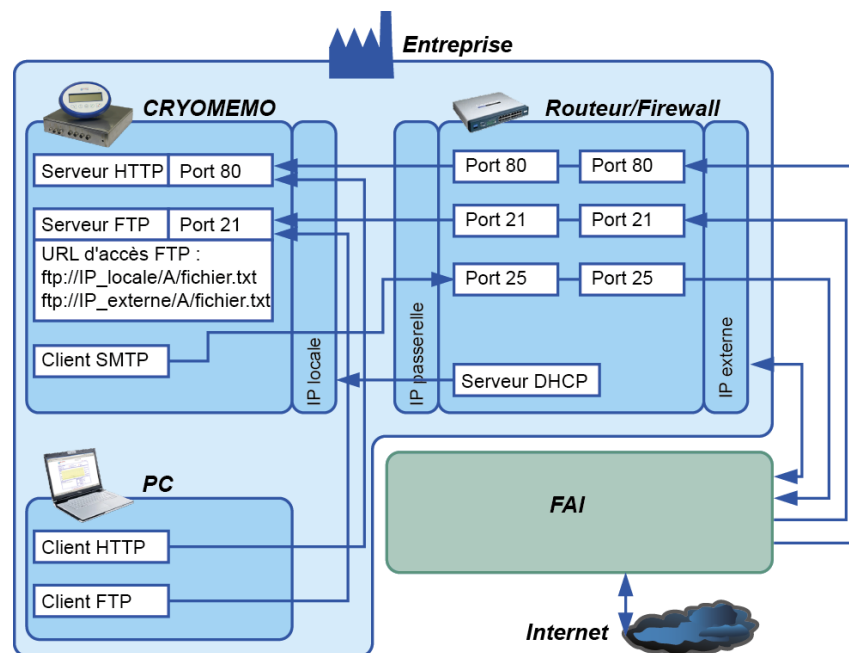 Entreprise
CRYOMEMO
Serveur HTTP
Port 80
Serveur FTP
Port 21
URL d'accès FTP :
ftp://IP_locale/A/fichier.txt
ftp://IP_externe/A/fichier.txt
Client SMTP
IP locale
Routeur/Firewall
IP passerelle
Port 80
Port 80
Port 21
Port 21
Port 25
Port 25
Serveur DHCP
IP externe
PC
Client HTTP
Client FTP
FAI
Internet